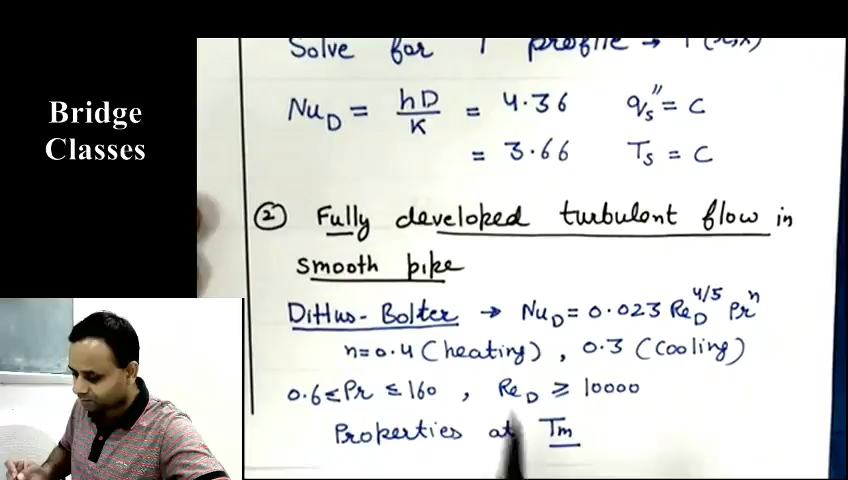 Bridge
Classes
Solve for T profile → T(r,x)
Nu_D = hD/K = 4.36 q_s'' = C
= 3.66 T_s = C
② Fully developed turbulent flow in
smooth pipe
Dittus-Bolter → Nu_D = 0.023 Re_D^4/5 Pr^n
n=0.4 (heating) , 0.3 (cooling)
0.6 ≤ Pr ≤ 160 , Re_D ≥ 10000
Properties at Tm